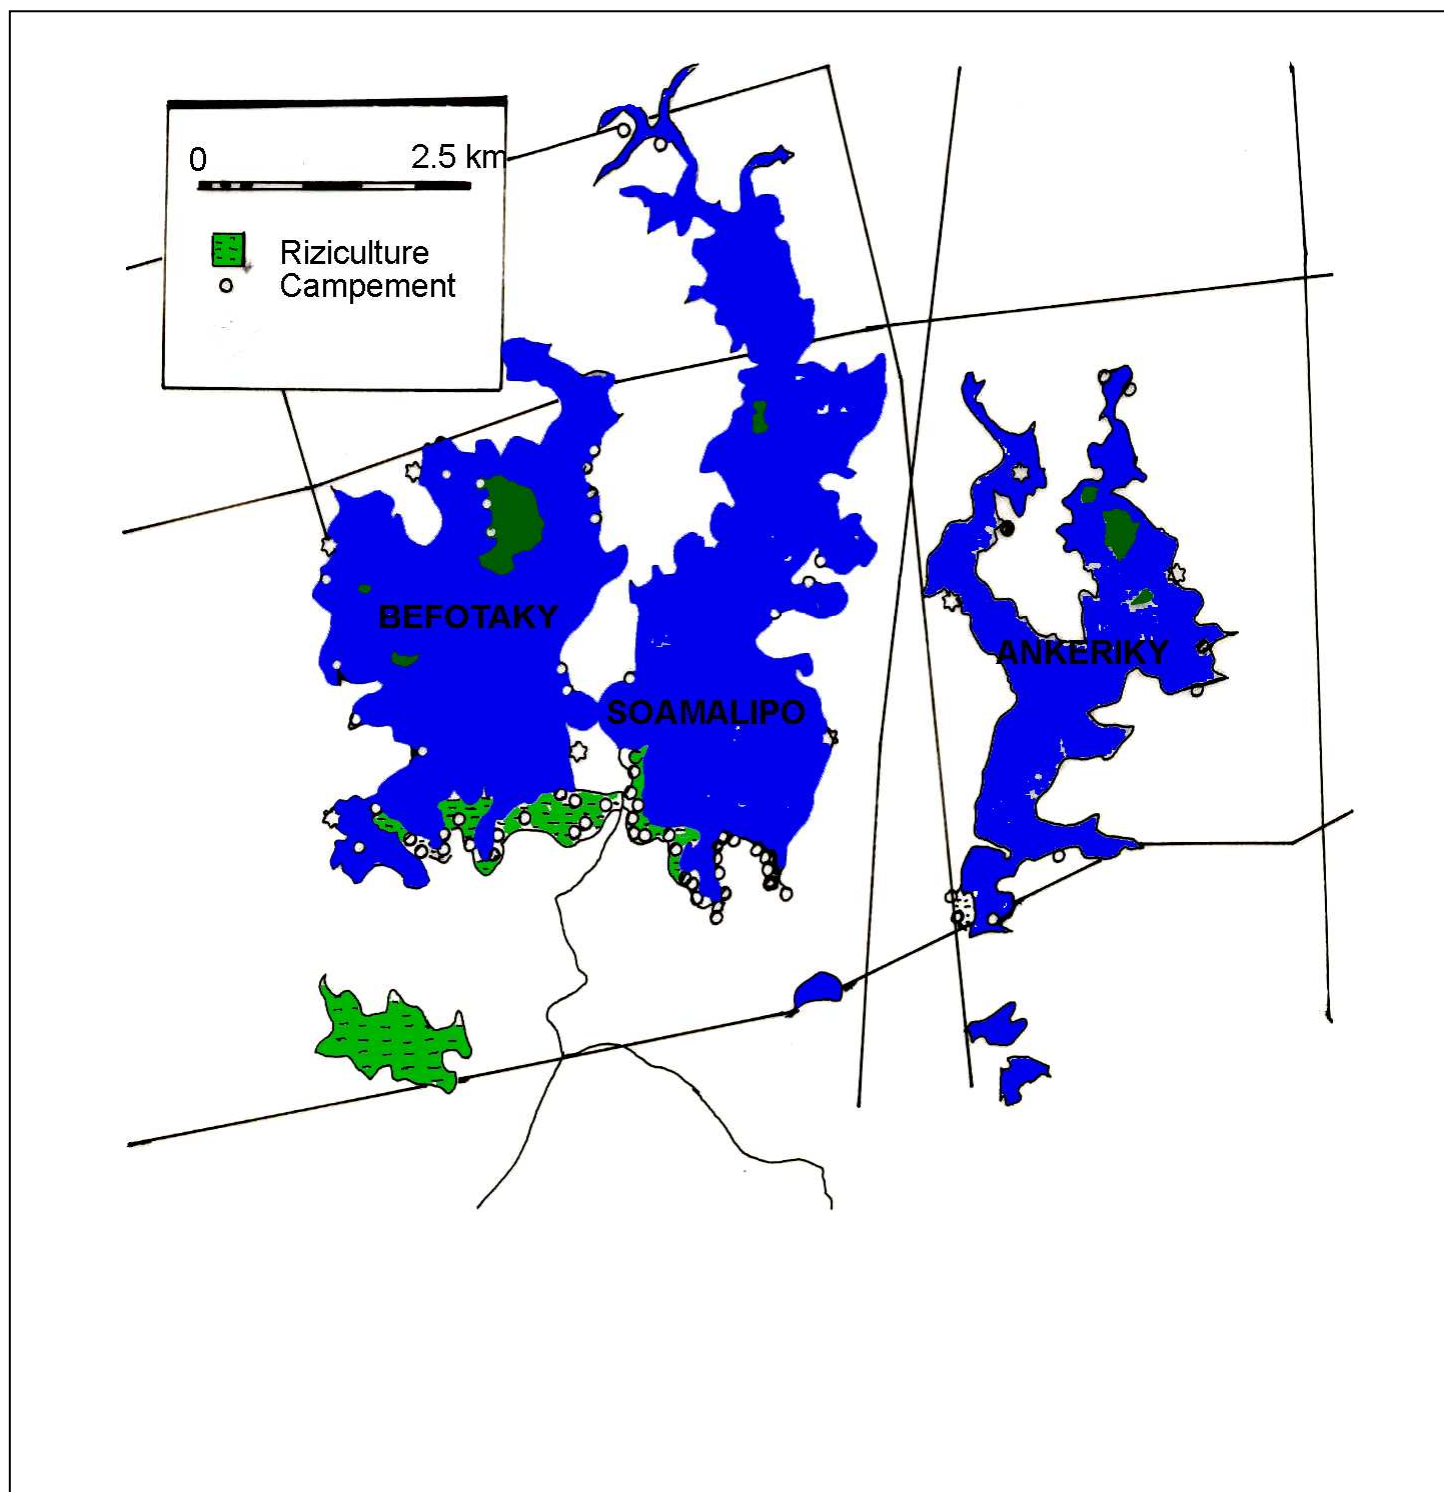 0 2.5 km
Riziculture
Campement
BEFOTAKY
ANKERIKY
SOAMALIPO